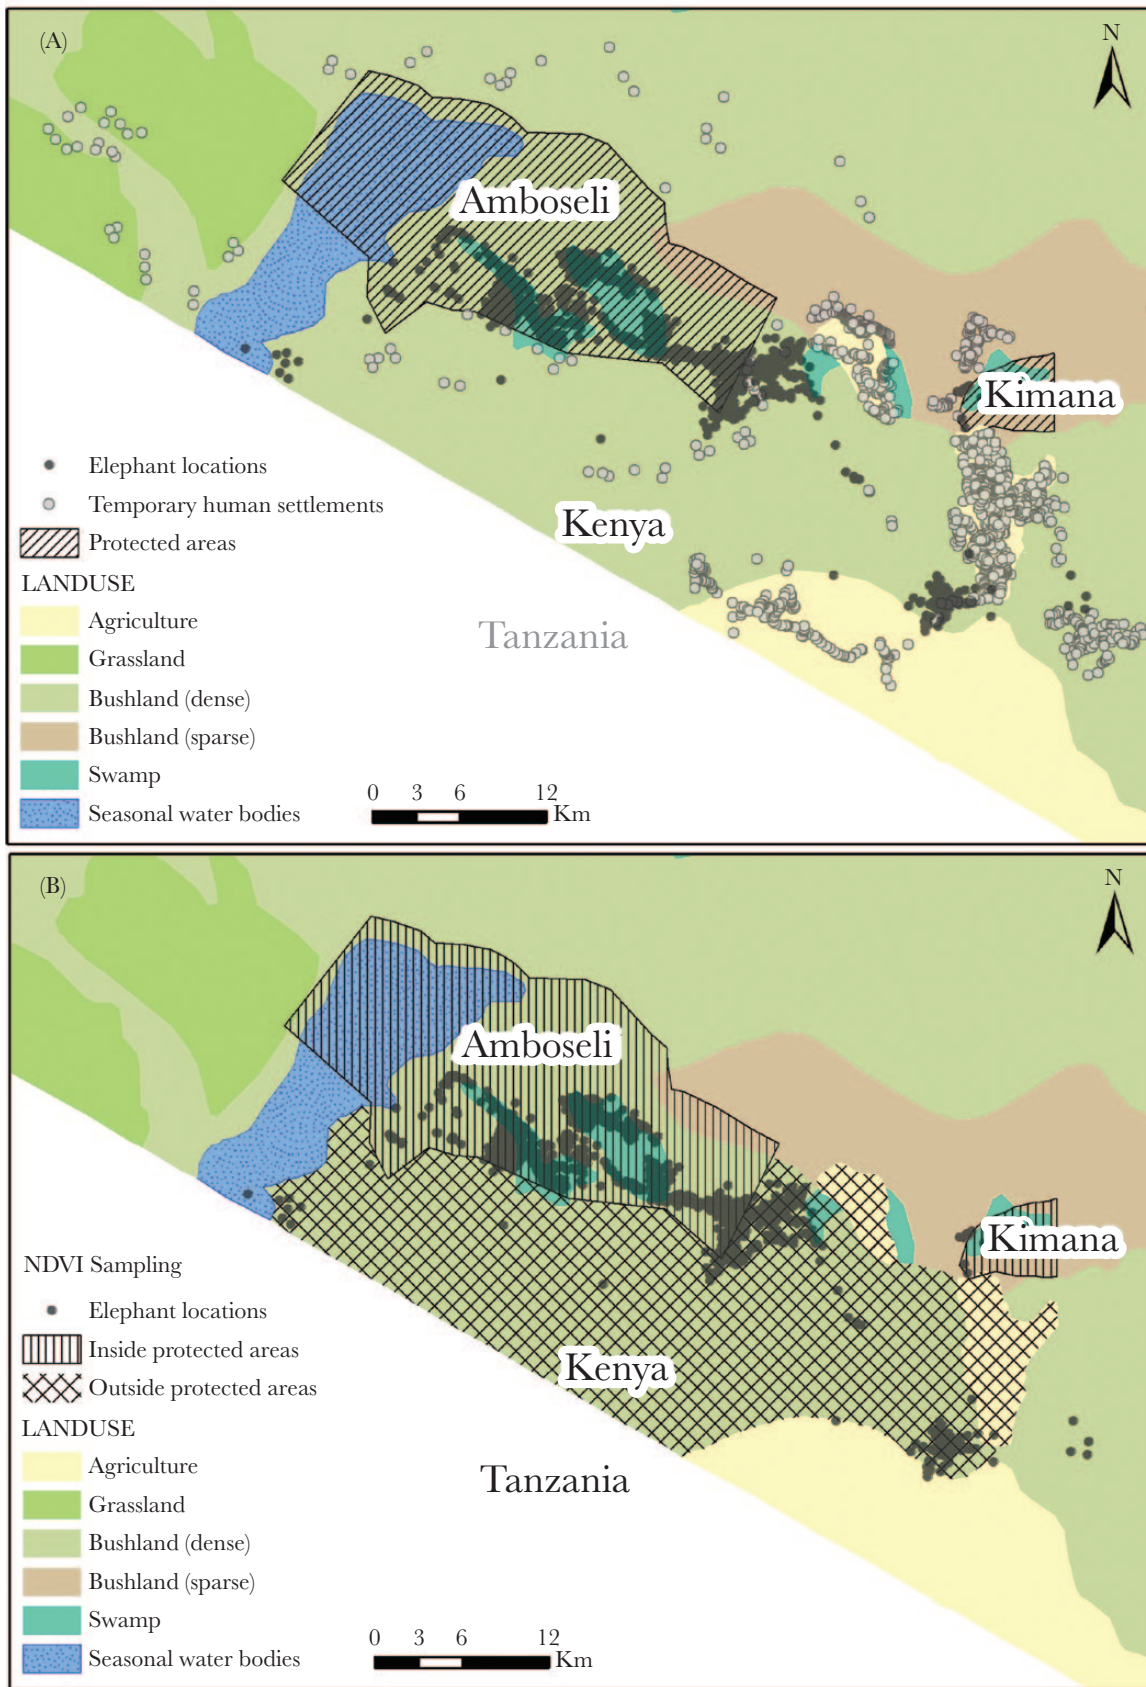 (A)
N
Amboseli
Kimana
Elephant locations
Temporary human settlements
Kenya
Protected areas
LANDUSE
Agriculture
Tanzania
Grassland
Bushland (dense)
Bushland (sparse)
Swamp
0 3 6 12
Seasonal water bodies
Km
(B)
N
Amboseli
Kimana
NDVI Sampling
Elephant locations
Inside protected areas
Kenya
Outside protected areas
LANDUSE
Agriculture
Tanzania
Grassland
Bushland (dense)
Bushland (sparse)
Swamp
0 3 6 12
Seasonal water bodies
Km